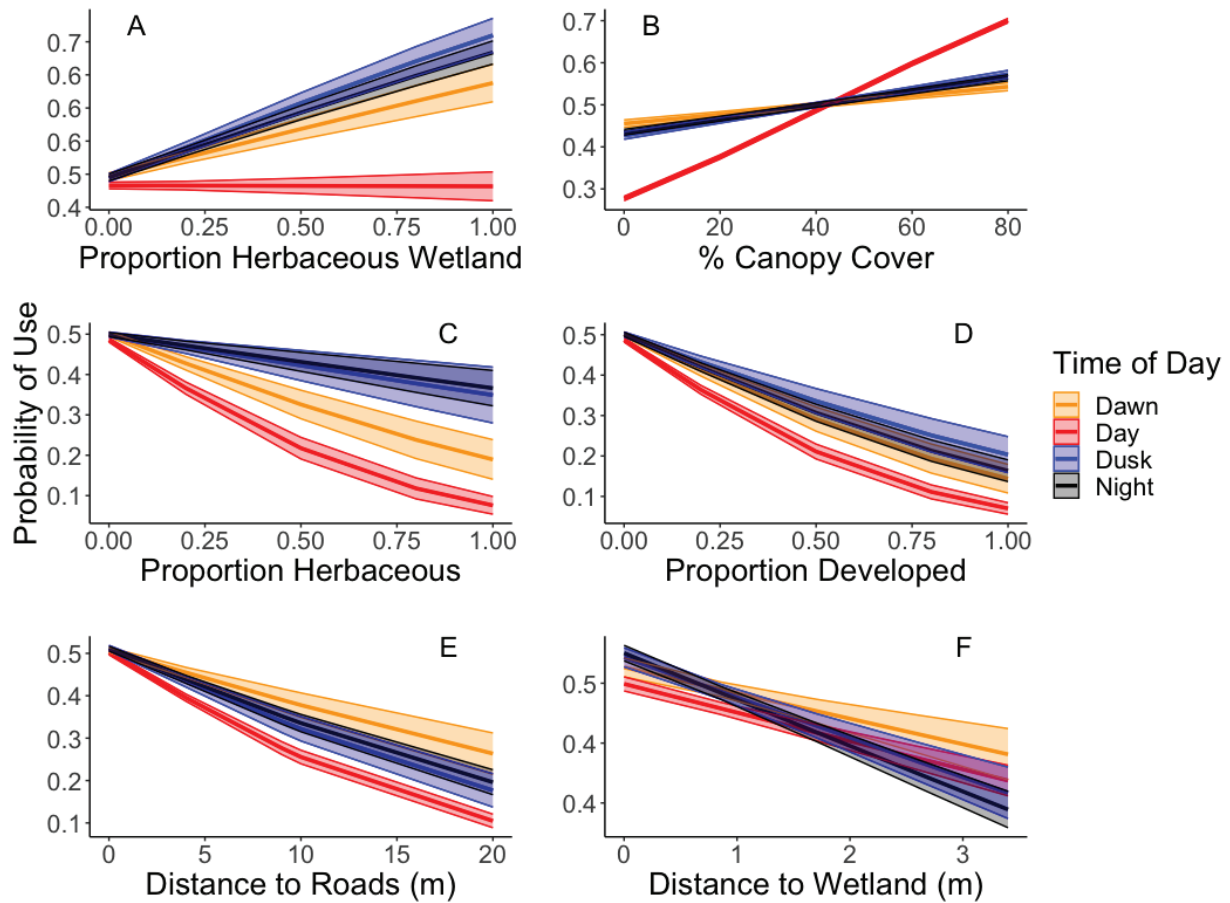 A
0.7
0.6
0.6
0.6
0.5
0.4
0.00 0.25 0.50 0.75 1.00
Proportion Herbaceous Wetland
B
0.7
0.6
0.5
0.4
0.3
0 20 40 60 80
% Canopy Cover
Probability of Use
C
0.5
0.4
0.3
0.2
0.1
0.00 0.25 0.50 0.75 1.00
Proportion Herbaceous
D
0.5
0.4
0.3
0.2
0.1
0.00 0.25 0.50 0.75 1.00
Proportion Developed
Time of Day
Dawn
Day
Dusk
Night
E
0.5
0.4
0.3
0.2
0.1
0 5 10 15 20
Distance to Roads (m)
F
0.5
0.4
0.4
0 1 2 3
Distance to Wetland (m)